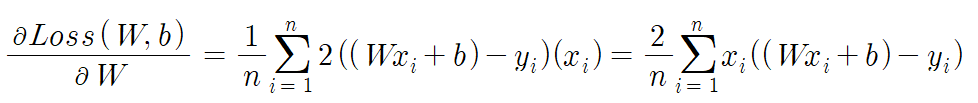 ∂Loss(W,b)/∂W = 1/n ∑_{i=1}^{n} 2((Wx_i+b)−y_i)(x_i) = 2/n ∑_{i=1}^{n} x_i((Wx_i+b)−y_i)